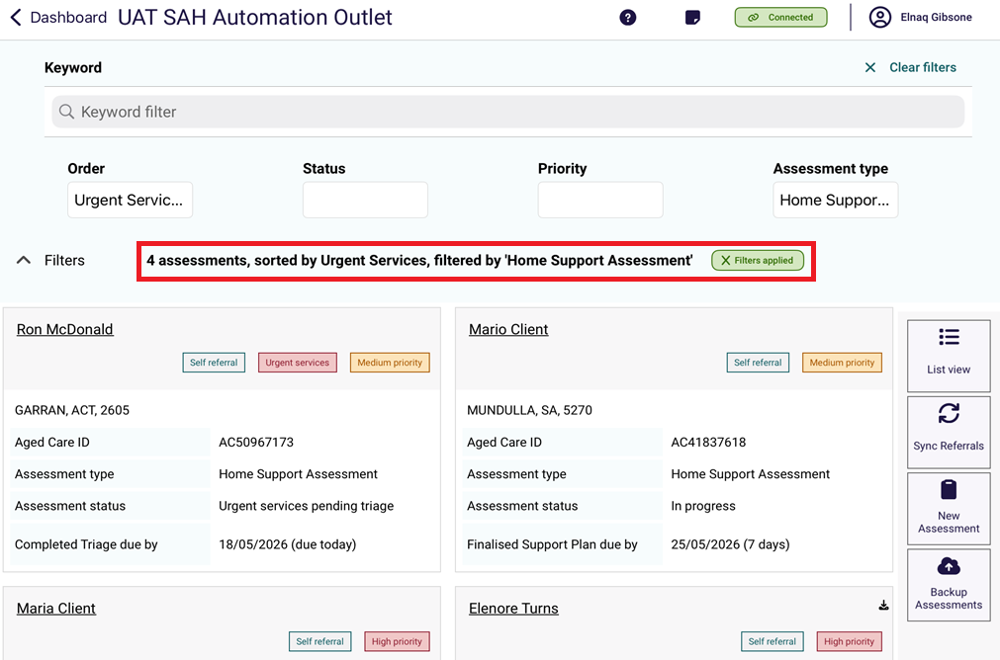 Dashboard UAT SAH Automation Outlet
Connected
Elnaq Gibsone
Keyword
Clear filters
Keyword filter
Order
Status
Priority
Assessment type
Urgent Servic...
Home Suppor...
Filters
4 assessments, sorted by Urgent Services, filtered by 'Home Support Assessment'
Filters applied
Ron McDonald
Self referral
Urgent services
Medium priority
GARRAN, ACT, 2605
Aged Care ID
AC50967173
Assessment type
Home Support Assessment
Assessment status
Urgent services pending triage
Completed Triage due by
18/05/2026 (due today)
Mario Client
Self referral
Medium priority
MUNDULLA, SA, 5270
Aged Care ID
AC41837618
Assessment type
Home Support Assessment
Assessment status
In progress
Finalised Support Plan due by
25/05/2026 (7 days)
Maria Client
Self referral
High priority
Elenore Turns
Self referral
High priority
List view
Sync Referrals
New
Assessment
Backup
Assessments